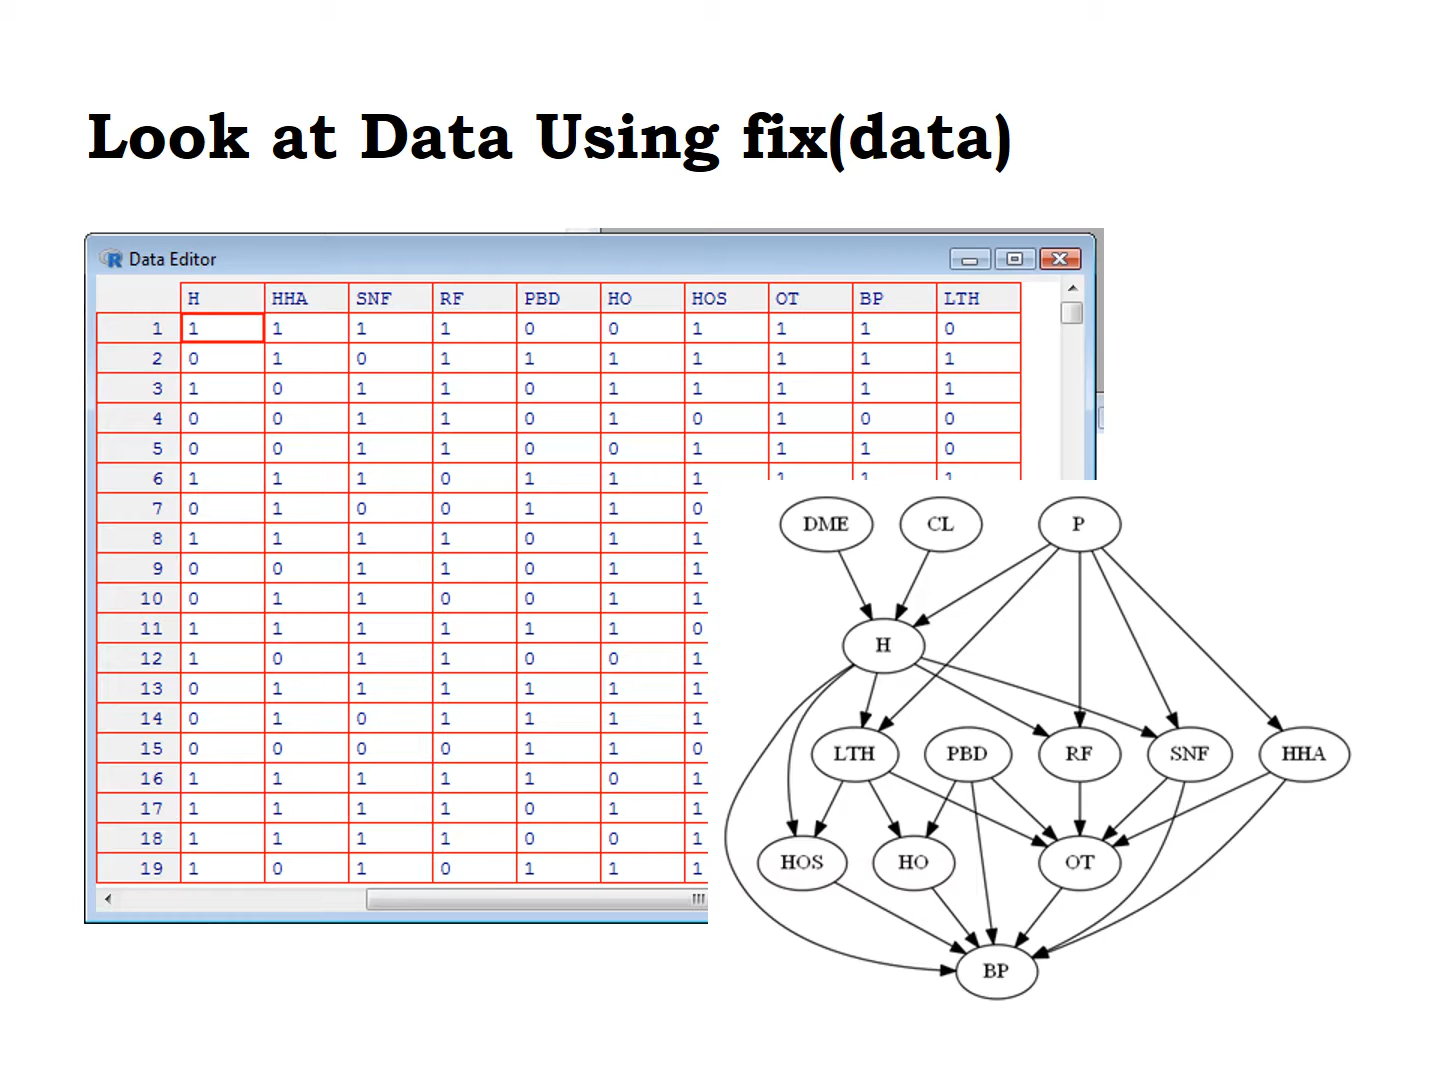 Look at Data Using fix(data)
Data Editor
H HHA SNF RF PBD HO HOS OT BP LTH
1 1 1 1 1 0 0 1 1 1 0
2 0 1 0 1 1 1 1 1 1 1
3 1 0 1 1 0 1 1 1 1 1
4 0 0 1 1 0 1 0 1 0 0
5 0 0 1 1 0 0 1 1 1 0
6 1 1 1 0 1 1 1 1 1 1
7 0 1 0 0 1 1 0
8 1 1 1 1 0 1 1
9 0 0 1 1 0 1 1
10 0 1 1 0 0 1 1
11 1 1 1 1 1 1 0
12 1 0 1 1 0 0 1
13 0 1 1 1 1 1 1
14 0 1 0 1 1 1 1
15 0 0 0 0 1 1 0
16 1 1 1 1 1 0 1
17 1 1 1 1 0 1 1
18 1 1 1 1 0 0 1
19 1 0 1 0 1 1 1
DME CL P
H
LTH PBD RF SNF HHA
HOS HO OT
BP